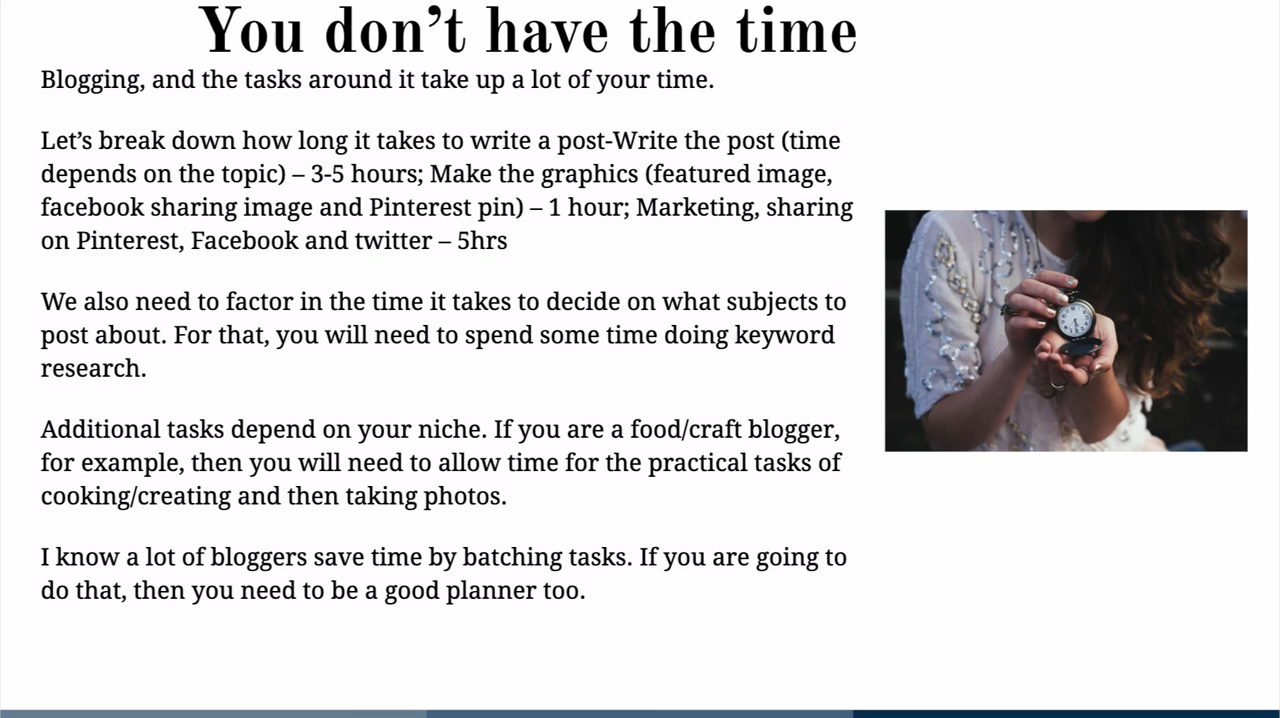 You don’t have the time
Blogging, and the tasks around it take up a lot of your time.
Let’s break down how long it takes to write a post-Write the post (time
depends on the topic) – 3-5 hours; Make the graphics (featured image,
facebook sharing image and Pinterest pin) – 1 hour; Marketing, sharing
on Pinterest, Facebook and twitter – 5hrs
We also need to factor in the time it takes to decide on what subjects to
post about. For that, you will need to spend some time doing keyword
research.
Additional tasks depend on your niche. If you are a food/craft blogger,
for example, then you will need to allow time for the practical tasks of
cooking/creating and then taking photos.
I know a lot of bloggers save time by batching tasks. If you are going to
do that, then you need to be a good planner too.